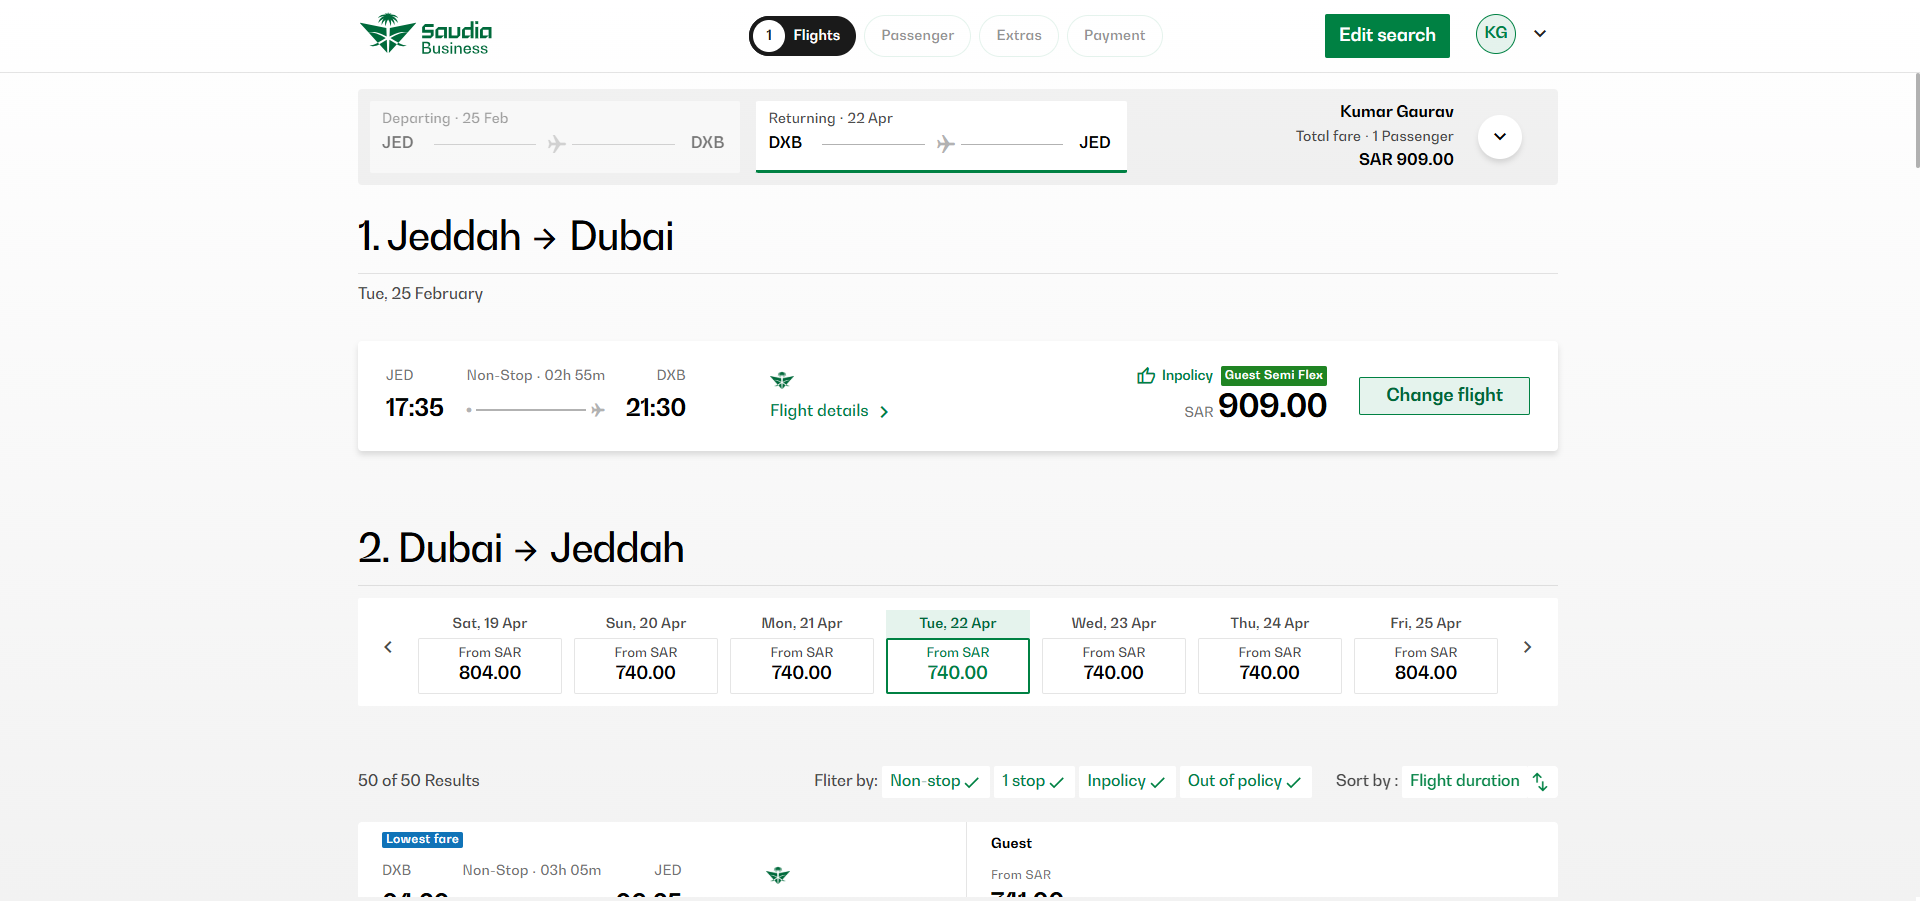 Saudia
Business
1 Flights
Passenger
Extras
Payment
Edit search
KG
Departing · 25 Feb
JED DXB
Returning · 22 Apr
DXB JED
Kumar Gaurav
Total fare · 1 Passenger
SAR 909.00
1. Jeddah → Dubai
Tue, 25 February
JED Non-Stop · 02h 55m DXB
17:35 21:30
Flight details
Inpolicy Guest Semi Flex
SAR 909.00
Change flight
2. Dubai → Jeddah
Sat, 19 Apr
From SAR
804.00
Sun, 20 Apr
From SAR
740.00
Mon, 21 Apr
From SAR
740.00
Tue, 22 Apr
From SAR
740.00
Wed, 23 Apr
From SAR
740.00
Thu, 24 Apr
From SAR
740.00
Fri, 25 Apr
From SAR
804.00
50 of 50 Results
Fliter by: Non-stop 1 stop Inpolicy Out of policy
Sort by : Flight duration
Lowest fare
DXB Non-Stop · 03h 05m JED
Guest
From SAR